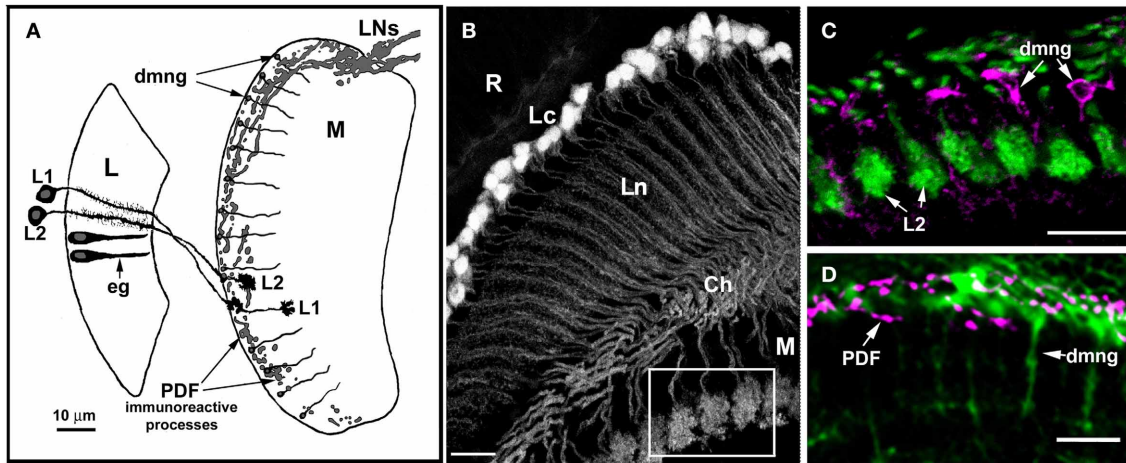 A
LNs
dmng
M
L
L1
L2
L2
L1
eg
PDF
immunoreactive
processes
10 μm
B
R
Lc
Ln
Ch
M
C
dmng
L2
D
PDF
dmng